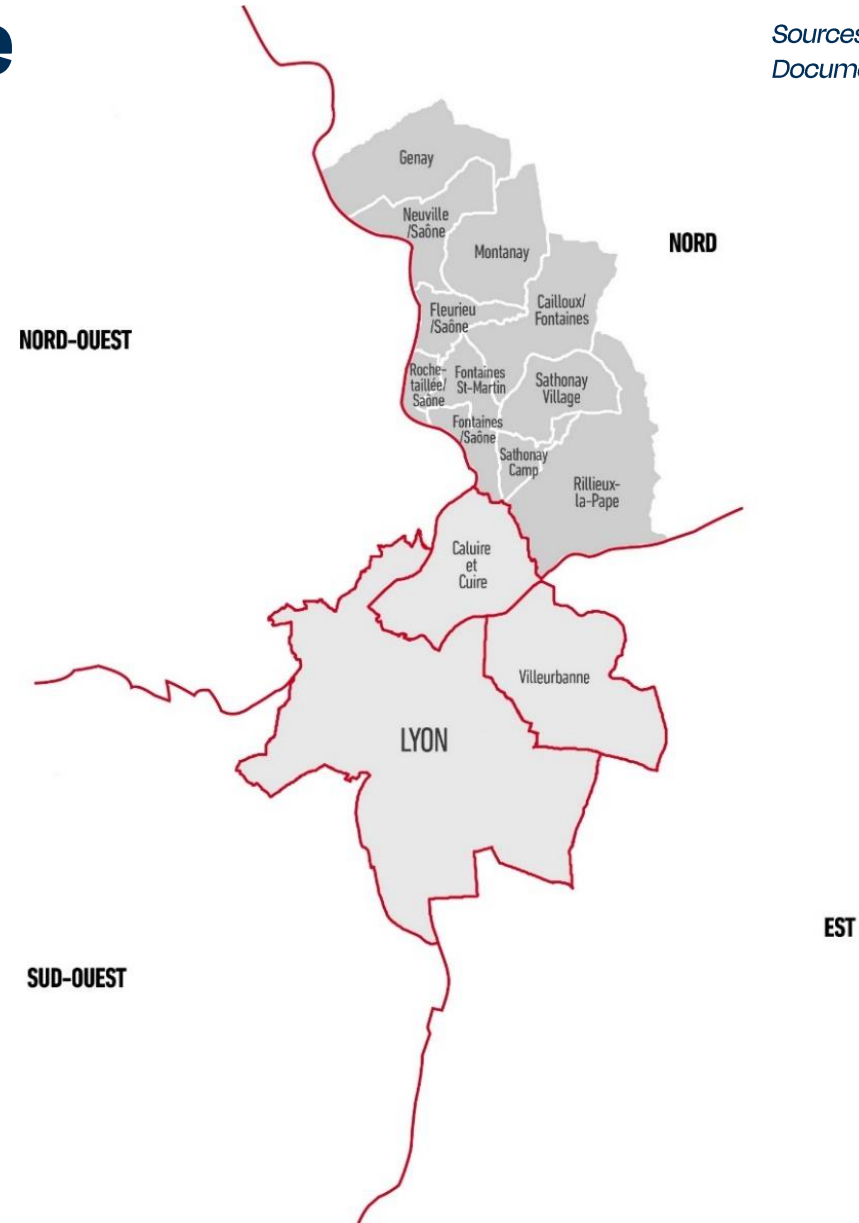 e
Sources
Docume
Genay
Neuville
/Saône
NORD
Montanay
Cailloux/
Fontaines
Fleurieu
/Saône
NORD-OUEST
Roche-
taillée/
Saône
Fontaines
St-Martin
Sathonay
Village
Fontaines
/Saône
Sathonay
Camp
Rillieux-
la-Pape
Caluire
et
Cuire
Villeurbanne
LYON
EST
SUD-OUEST